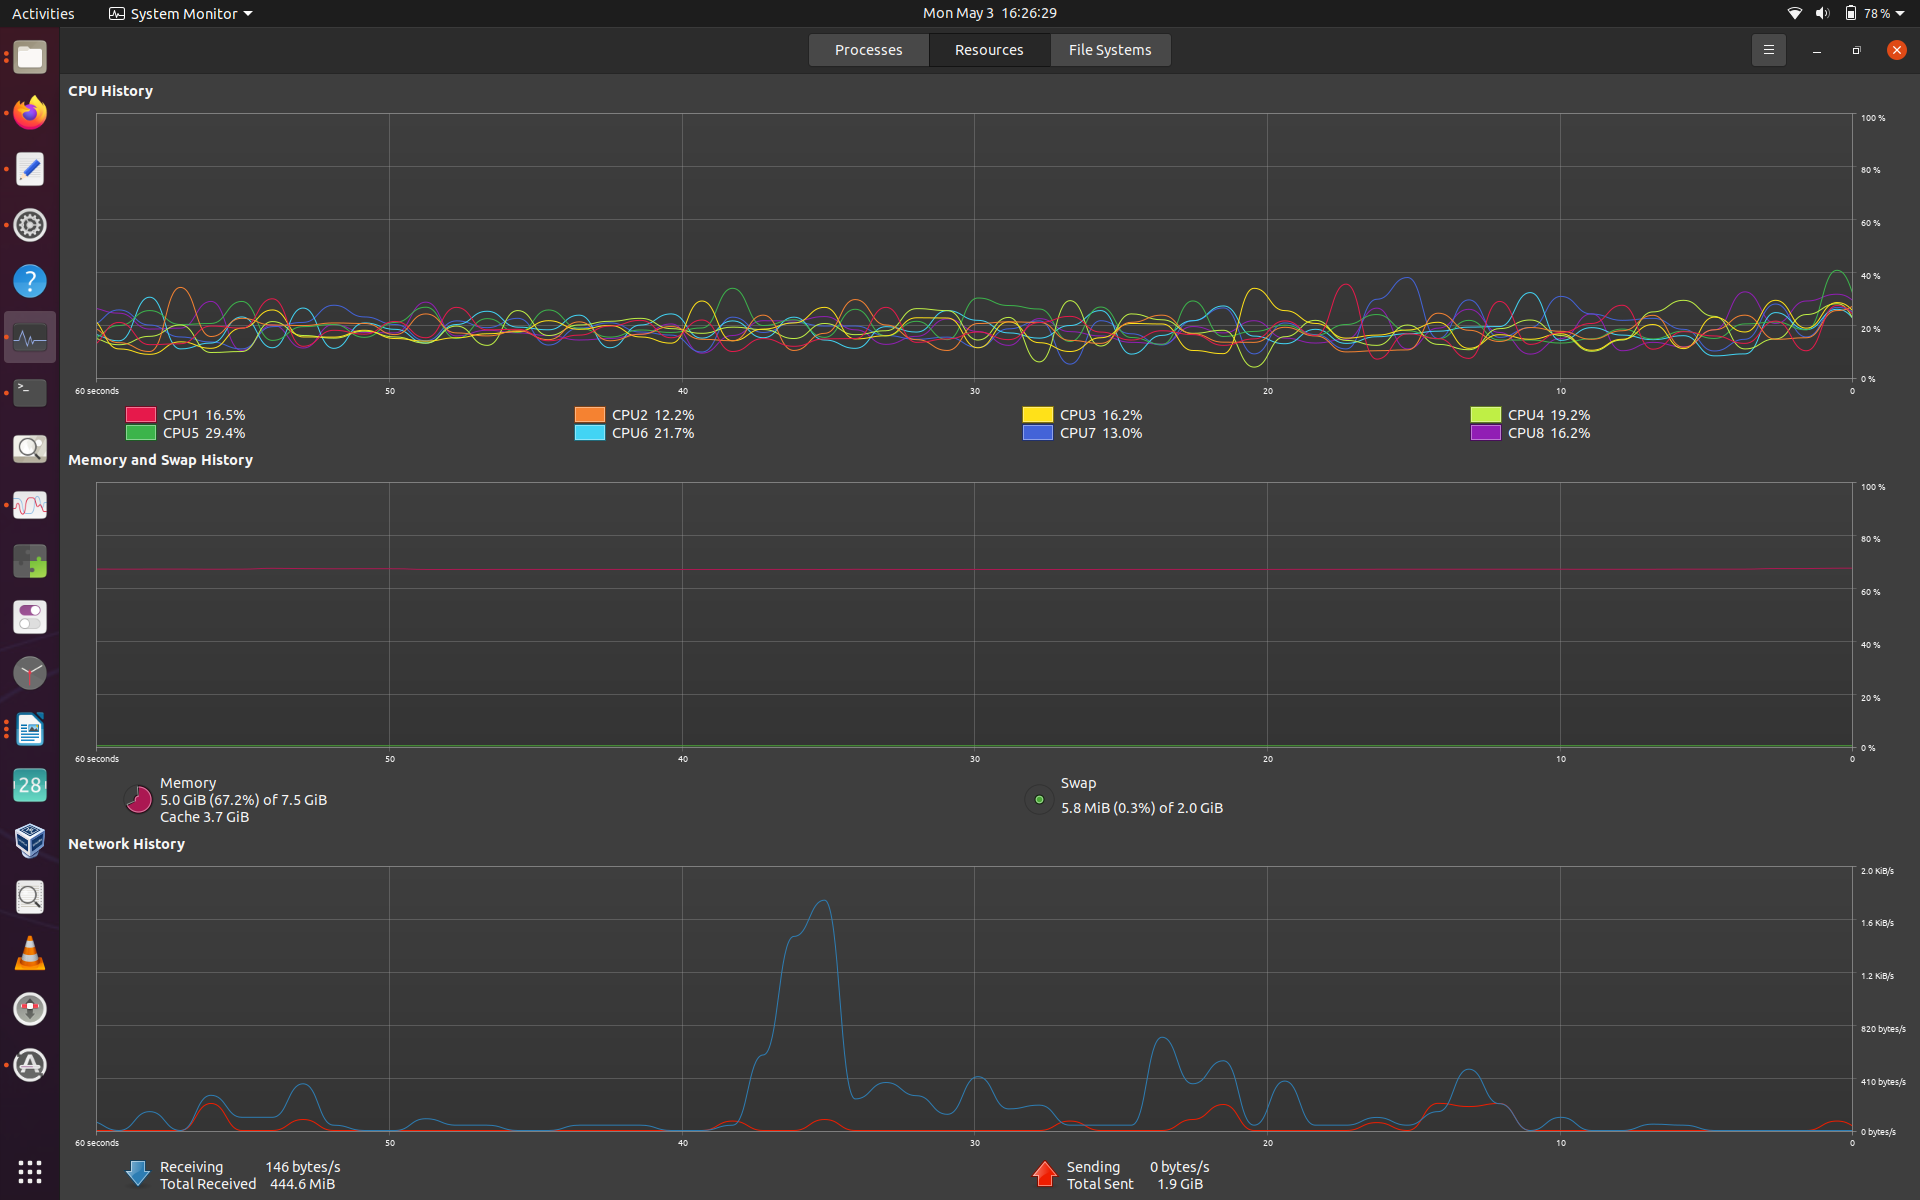 Activities System Monitor Mon May 3 16:26:29 78 %
Processes Resources File Systems
CPU History
100 %
80 %
60 %
40 %
20 %
0 %
60 seconds 50 40 30 20 10 0
CPU1 16.5% CPU2 12.2% CPU3 16.2% CPU4 19.2%
CPU5 29.4% CPU6 21.7% CPU7 13.0% CPU8 16.2%
Memory and Swap History
100 %
80 %
60 %
40 %
20 %
0 %
60 seconds 50 40 30 20 10 0
Memory
5.0 GiB (67.2%) of 7.5 GiB
Cache 3.7 GiB
Swap
5.8 MiB (0.3%) of 2.0 GiB
Network History
2.0 KiB/s
1.6 KiB/s
1.2 KiB/s
820 bytes/s
410 bytes/s
0 bytes/s
60 seconds 50 40 30 20 10 0
Receiving 146 bytes/s
Total Received 444.6 MiB
Sending 0 bytes/s
Total Sent 1.9 GiB
?
>_
28